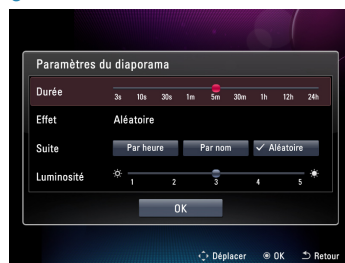 Paramètres du diaporama
Durée
3s 10s 30s 1m 5m 30m 1h 12h 24h
Effet Aléatoire
Suite Par heure Par nom ✓ Aléatoire
Luminosité
1 2 3 4 5
OK
Déplacer OK Retour